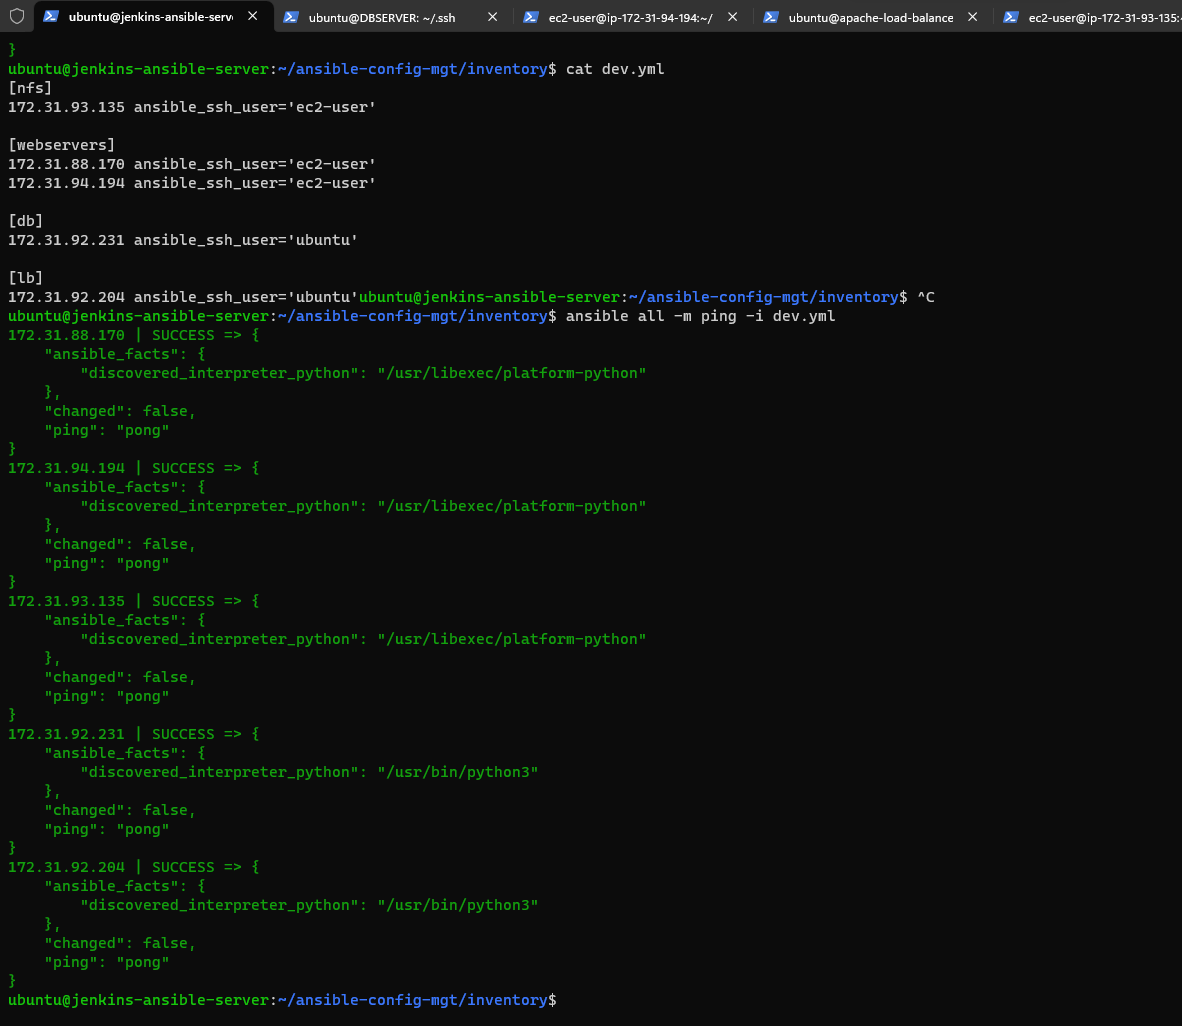 ubuntu@jenkins-ansible-serv
ubuntu@DBSERVER: ~/.ssh
ec2-user@ip-172-31-94-194:~/
ubuntu@apache-load-balance
ec2-user@ip-172-31-93-135:
}
ubuntu@jenkins-ansible-server:~/ansible-config-mgt/inventory$ cat dev.yml
[nfs]
172.31.93.135 ansible_ssh_user='ec2-user'
[webservers]
172.31.88.170 ansible_ssh_user='ec2-user'
172.31.94.194 ansible_ssh_user='ec2-user'
[db]
172.31.92.231 ansible_ssh_user='ubuntu'
[lb]
172.31.92.204 ansible_ssh_user='ubuntu'ubuntu@jenkins-ansible-server:~/ansible-config-mgt/inventory$ ^C
ubuntu@jenkins-ansible-server:~/ansible-config-mgt/inventory$ ansible all -m ping -i dev.yml
172.31.88.170 | SUCCESS => {
    "ansible_facts": {
        "discovered_interpreter_python": "/usr/libexec/platform-python"
    },
    "changed": false,
    "ping": "pong"
}
172.31.94.194 | SUCCESS => {
    "ansible_facts": {
        "discovered_interpreter_python": "/usr/libexec/platform-python"
    },
    "changed": false,
    "ping": "pong"
}
172.31.93.135 | SUCCESS => {
    "ansible_facts": {
        "discovered_interpreter_python": "/usr/libexec/platform-python"
    },
    "changed": false,
    "ping": "pong"
}
172.31.92.231 | SUCCESS => {
    "ansible_facts": {
        "discovered_interpreter_python": "/usr/bin/python3"
    },
    "changed": false,
    "ping": "pong"
}
172.31.92.204 | SUCCESS => {
    "ansible_facts": {
        "discovered_interpreter_python": "/usr/bin/python3"
    },
    "changed": false,
    "ping": "pong"
}
ubuntu@jenkins-ansible-server:~/ansible-config-mgt/inventory$